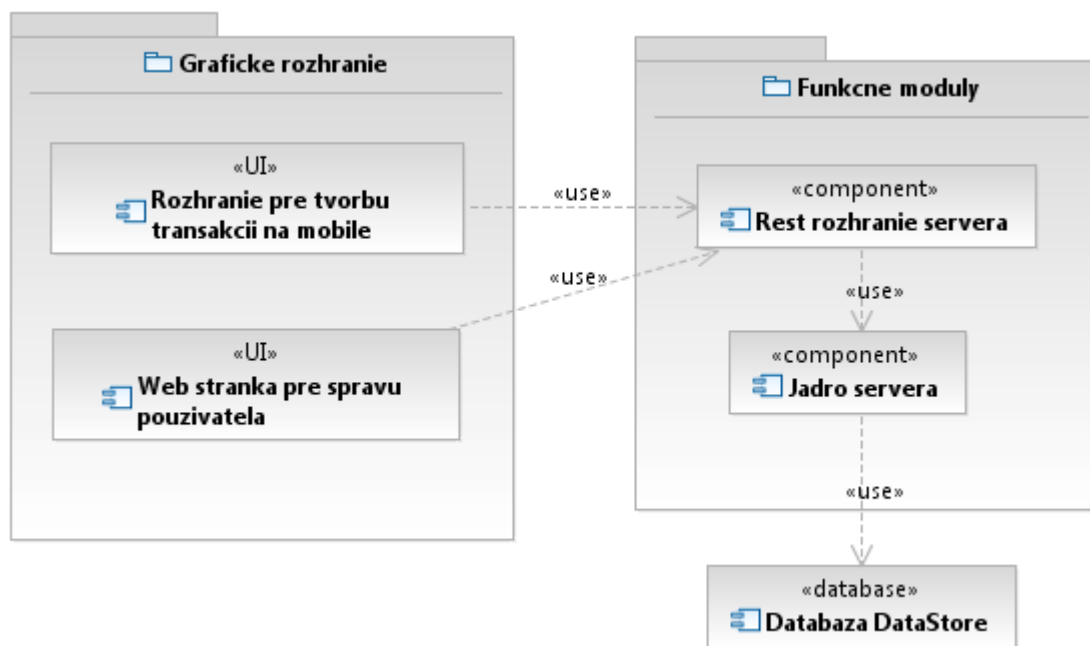 Graficke rozhranie
«UI»
Rozhranie pre tvorbu
transakcii na mobile
«UI»
Web stranka pre spravu
pouzivatela
«use»
«use»
Funkcne moduly
«component»
Rest rozhranie servera
«use»
«component»
Jadro servera
«use»
«database»
Databaza DataStore